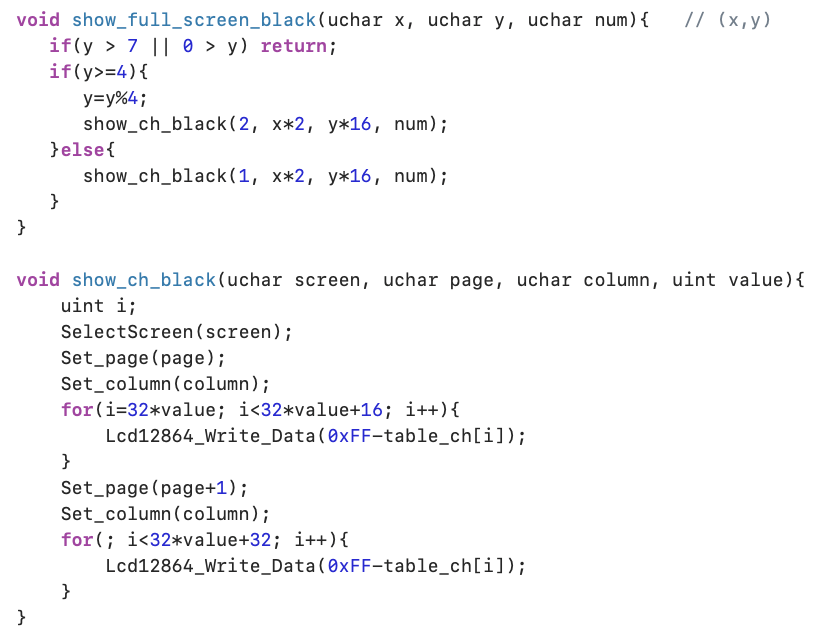 void show_full_screen_black(uchar x, uchar y, uchar num){   // (x,y)
   if(y > 7 || 0 > y) return;
   if(y>=4){
      y=y%4;
      show_ch_black(2, x*2, y*16, num);
   }else{
      show_ch_black(1, x*2, y*16, num);
   }
}

void show_ch_black(uchar screen, uchar page, uchar column, uint value){
    uint i;
    SelectScreen(screen);
    Set_page(page);
    Set_column(column);
    for(i=32*value; i<32*value+16; i++){
        Lcd12864_Write_Data(0xFF-table_ch[i]);
    }
    Set_page(page+1);
    Set_column(column);
    for(; i<32*value+32; i++){
        Lcd12864_Write_Data(0xFF-table_ch[i]);
    }
}